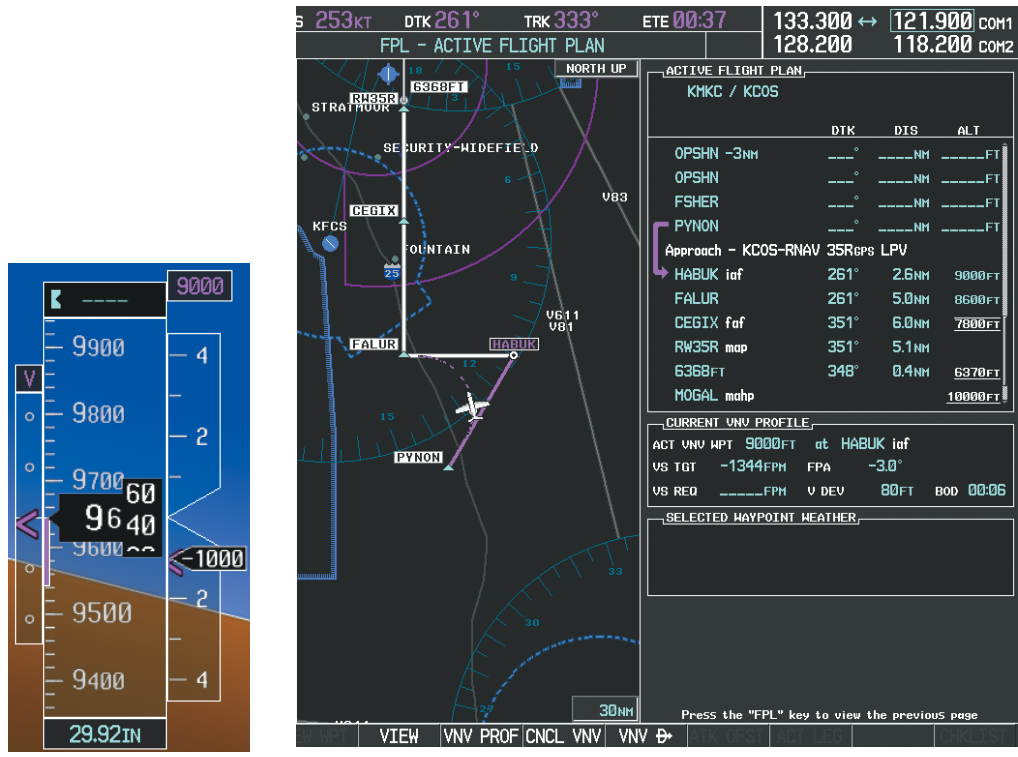 9000
----
9900
4
V
9800
2
9700
60
96 40
-1000
9600
9500
2
9400
4
29.92IN
S 253KT DTK 261° TRK 333° ETE 00:37
133.300 ↔ 121.900 COM1
128.200 118.200 COM2
FPL - ACTIVE FLIGHT PLAN
NORTH UP
18
6368FT
RW35R
3
STRATMOOR
SECURITY-WIDEFIELD
6
V83
CEGIX
KFCS
FOUNTAIN
25
9
V611
V81
FALUR
HABUK
12
15
PYNON
33
30
30NM
ACTIVE FLIGHT PLAN
KMKC / KCOS
DTK DIS ALT
OPSHN -3NM ___° ____NM _____FT
OPSHN ___° ____NM _____FT
FSHER ___° ____NM _____FT
PYNON ___° ____NM _____FT
Approach - KCOS-RNAV 35RGPS LPV
HABUK iaf 261° 2.6NM 9000FT
FALUR 261° 5.0NM 8600FT
CEGIX faf 351° 6.0NM 7800FT
RW35R map 351° 5.1NM
6368FT 348° 0.4NM 6370FT
MOGAL mahp 10000FT
CURRENT VNV PROFILE
ACT VNV WPT 9000FT at HABUK iaf
VS TGT -1344FPM FPA -3.0°
VS REQ _____FPM V DEV 80FT BOD 00:06
SELECTED WAYPOINT WEATHER
Press the "FPL" key to view the previous page
VIEW VNV PROF CNCL VNV VNV D→ ATK OFST ACT LEG CHKLIST